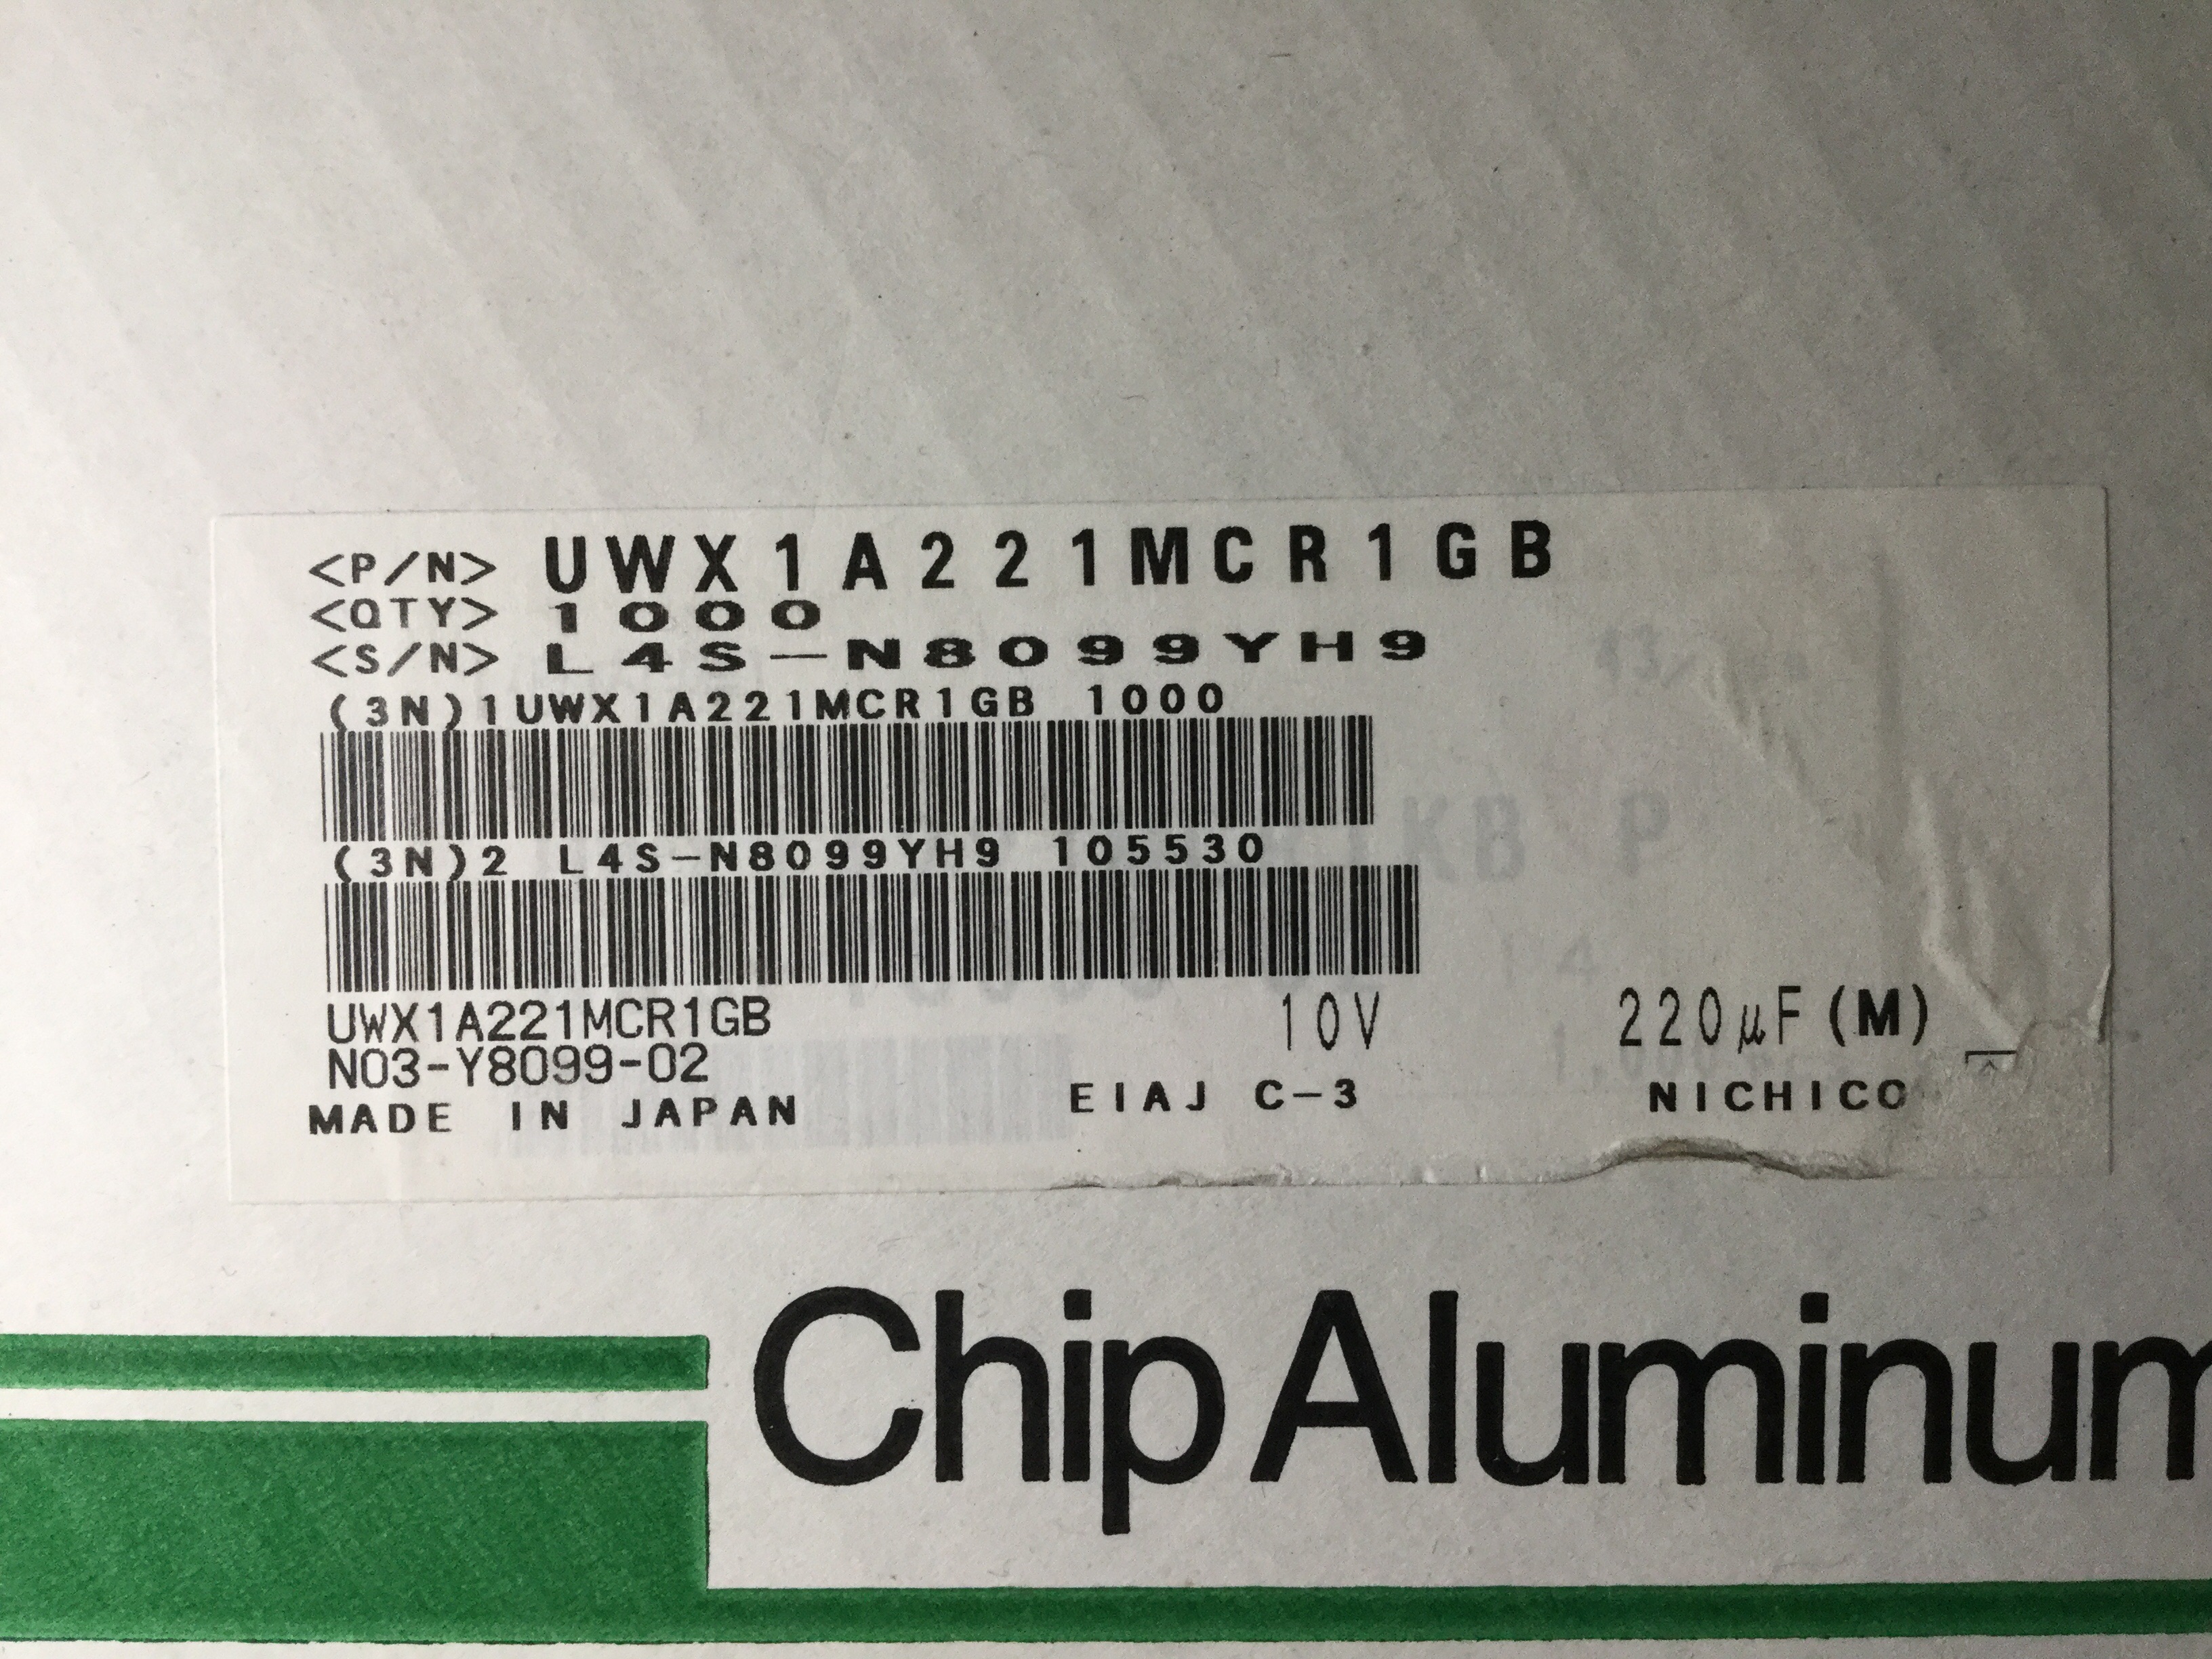 <P/N> UWX1A221MCR1GB
<QTY> 1000
<S/N> L4S-N8099YH9
(3N)1UWX1A221MCR1GB 1000
(3N)2 L4S-N8099YH9 105530
UWX1A221MCR1GB 10V 220μF(M)
N03-Y8099-02
MADE IN JAPAN EIAJ C-3 NICHICO
Chip Aluminum